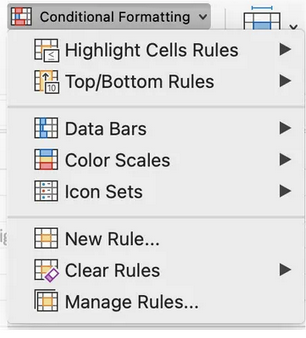 Conditional Formatting
Highlight Cells Rules
Top/Bottom Rules
Data Bars
Color Scales
Icon Sets
New Rule...
Clear Rules
Manage Rules...